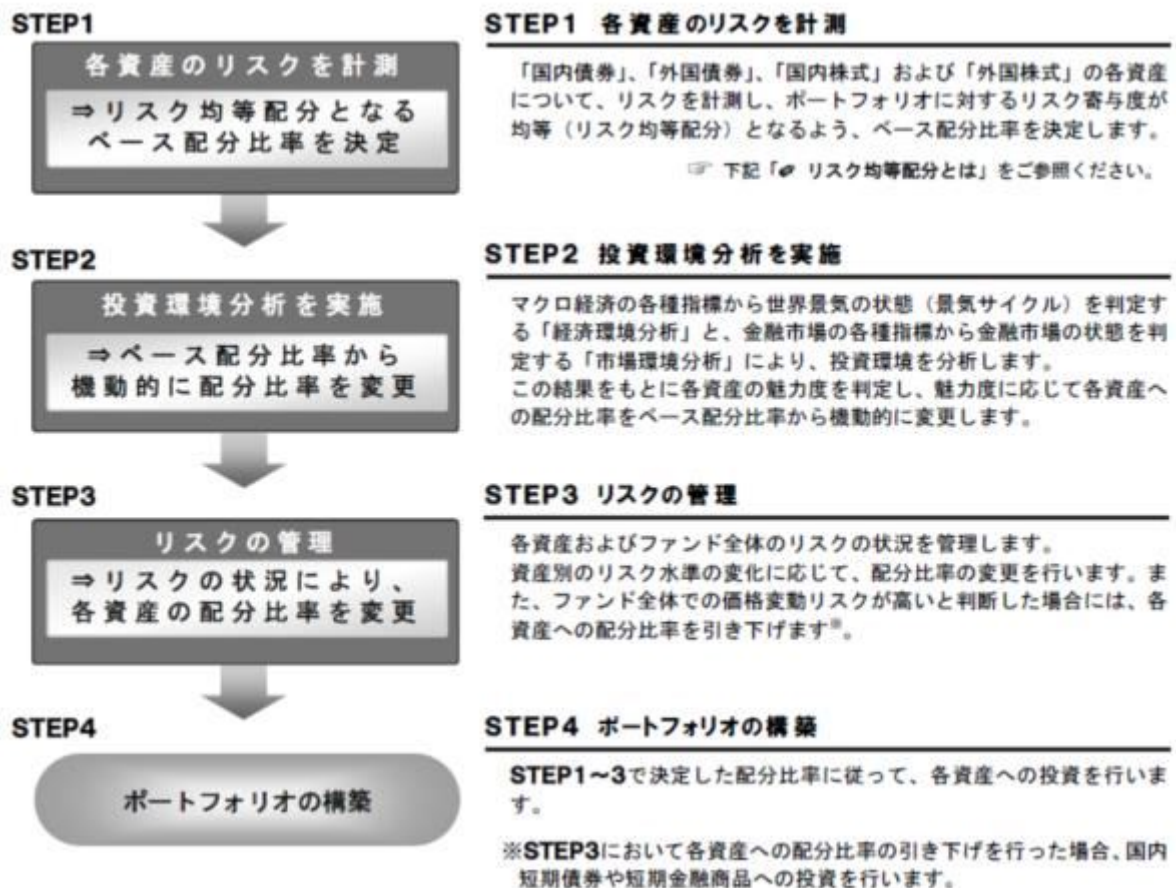 STEP1
各資産のリスクを計測
⇒リスク均等配分となる
ベース配分比率を決定
STEP1 各資産のリスクを計測
「国内債券」、「外国債券」、「国内株式」および「外国株式」の各資産
について、リスクを計測し、ポートフォリオに対するリスク寄与度が
均等（リスク均等配分）となるよう、ベース配分比率を決定します。
☞ 下記「 リスク均等配分とは」をご参照ください。
STEP2
投資環境分析を実施
⇒ベース配分比率から
機動的に配分比率を変更
STEP2 投資環境分析を実施
マクロ経済の各種指標から世界景気の状態（景気サイクル）を判定す
る「経済環境分析」と、金融市場の各種指標から金融市場の状態を判
定する「市場環境分析」により、投資環境を分析します。
この結果をもとに各資産の魅力度を判定し、魅力度に応じて各資産へ
の配分比率をベース配分比率から機動的に変更します。
STEP3
リスクの管理
⇒リスクの状況により、
各資産の配分比率を変更
STEP3 リスクの管理
各資産およびファンド全体のリスクの状況を管理します。
資産別のリスク水準の変化に応じて、配分比率の変更を行います。ま
た、ファンド全体での価格変動リスクが高いと判断した場合には、各
資産への配分比率を引き下げます※。
STEP4
ポートフォリオの構築
STEP4 ポートフォリオの構築
STEP1～3で決定した配分比率に従って、各資産への投資を行いま
す。
※STEP3において各資産への配分比率の引き下げを行った場合、国内
短期債券や短期金融商品への投資を行います。